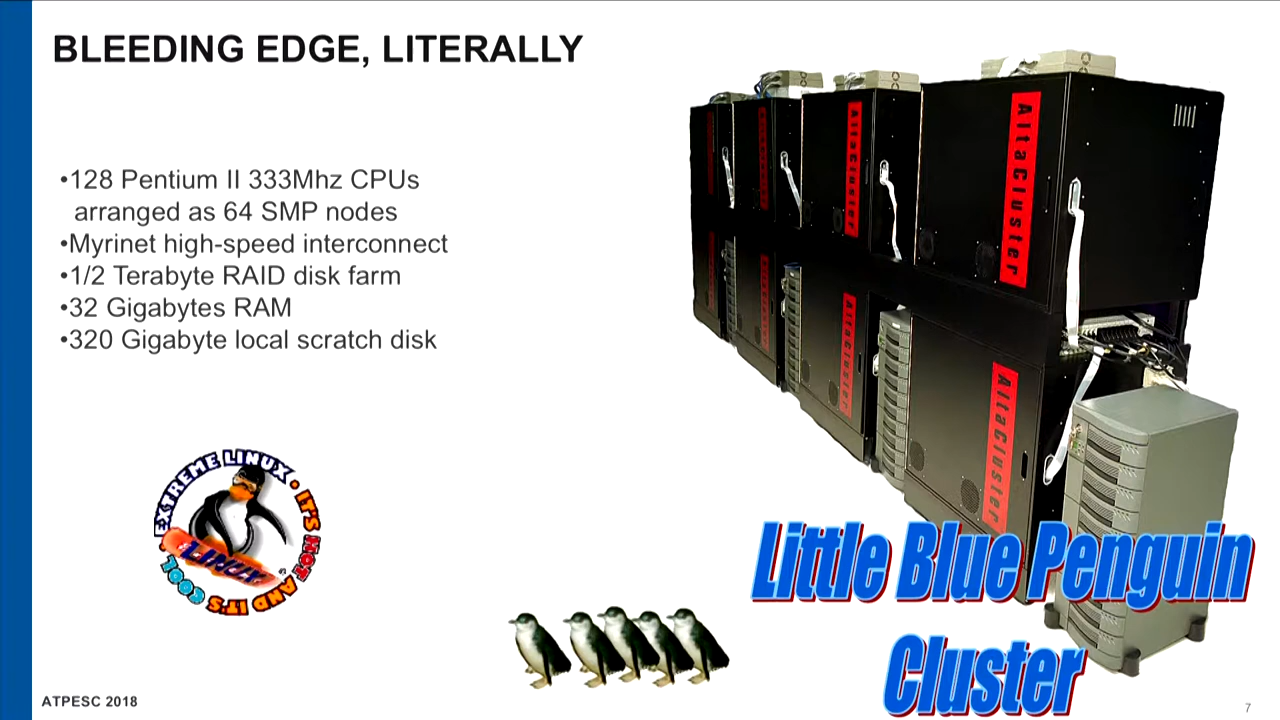 BLEEDING EDGE, LITERALLY
•128 Pentium II 333Mhz CPUs
arranged as 64 SMP nodes
•Myrinet high-speed interconnect
•1/2 Terabyte RAID disk farm
•32 Gigabytes RAM
•320 Gigabyte local scratch disk
AltaCluster
AltaCluster
AltaCluster
AltaCluster
EXTREME LINUX • IT'S HOT AND IT'S COOL
LINUX
Little Blue Penguin
Cluster
ATPESC 2018
7